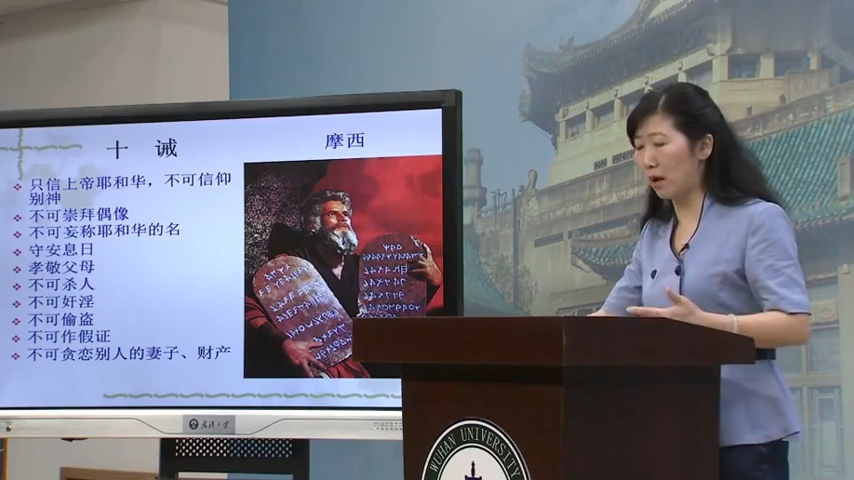 十 诫
摩西
只信上帝耶和华，不可信仰
别神
不可崇拜偶像
不可妄称耶和华的名
守安息日
孝敬父母
不可杀人
不可奸淫
不可偷盗
不可作假证
不可贪恋别人的妻子、财产
WUHAN UNIVERSITY